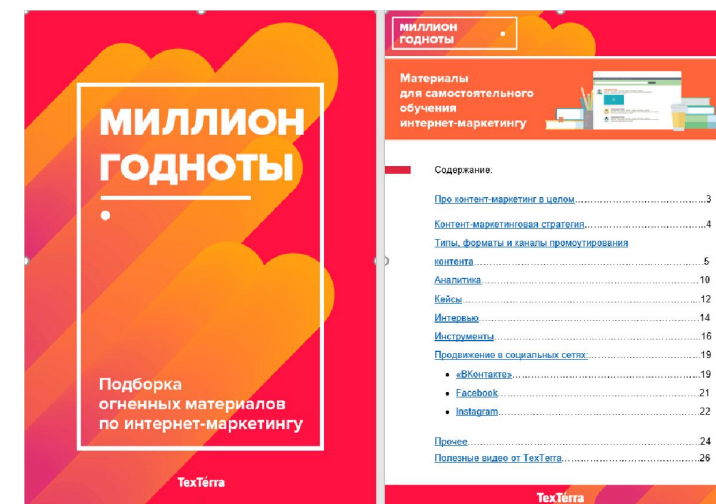 МИЛЛИОН
ГОДНОТЫ
Подборка
огненных материалов
по интернет-маркетингу
TexTerra
МИЛЛИОН
ГОДНОТЫ
Материалы
для самостоятельного
обучения
интернет-маркетингу
Содержание:
Про контент-маркетинг в целом 3
Контент-маркетинговая стратегия 4
Типы, форматы и каналы промоутирования
контента 5
Аналитика 10
Кейсы 12
Интервью 14
Инструменты 16
Продвижение в социальных сетях: 19
• «ВКонтакте» 19
• Facebook 21
• Instagram 22
Прочее 24
Полезные видео от TexTerra 26
TexTerra